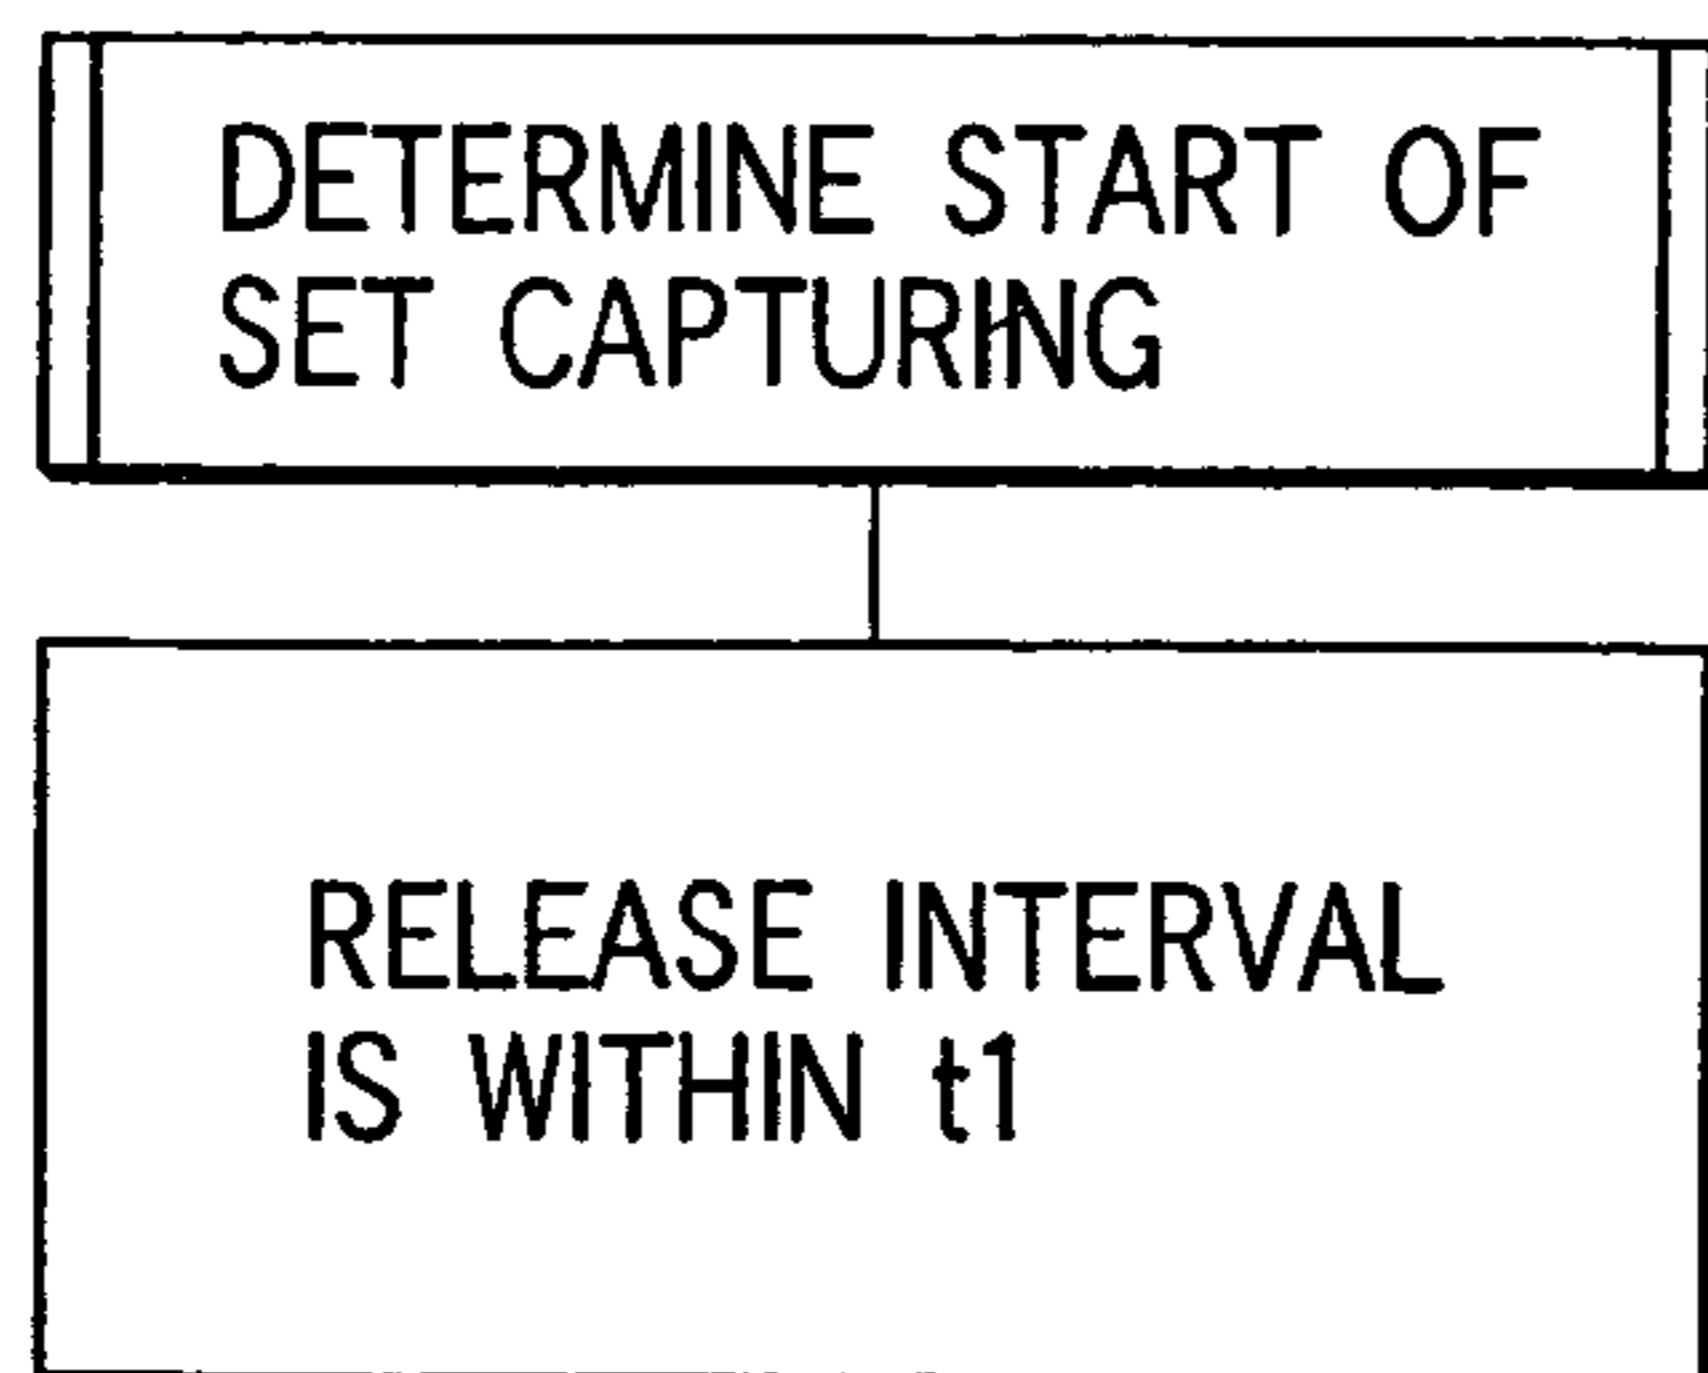 DETERMINE START OF
SET CAPTURING
RELEASE INTERVAL
IS WITHIN t1